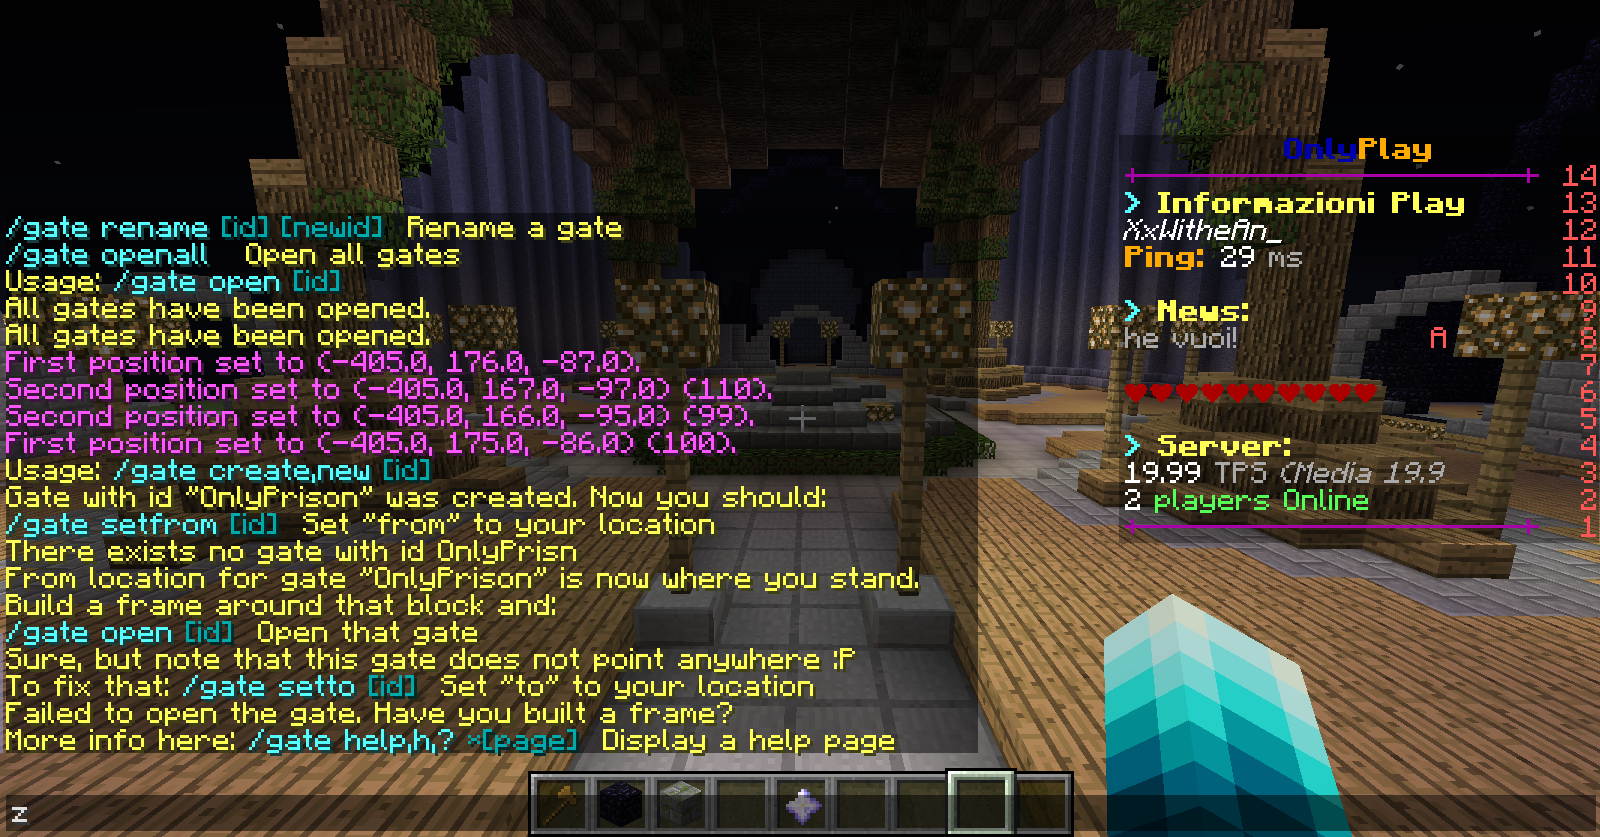 /gate rename [id] [newid]  Rename a gate
/gate openall  Open all gates
Usage: /gate open [id]
All gates have been opened.
All gates have been opened.
First position set to (-405.0, 176.0, -87.0).
Second position set to (-405.0, 167.0, -97.0) (110).
Second position set to (-405.0, 166.0, -95.0) (99).
First position set to (-405.0, 175.0, -86.0) (100).
Usage: /gate create,new [id]
Gate with id "OnlyPrison" was created. Now you should:
/gate setfrom [id]  Set "from" to your location
There exists no gate with id OnlyPrisn
From location for gate "OnlyPrison" is now where you stand.
Build a frame around that block and:
/gate open [id]  Open that gate
Sure, but note that this gate does not point anywhere :P
To fix that: /gate setto [id]  Set "to" to your location
Failed to open the gate. Have you built a frame?
More info here: /gate help,h,? *[page]  Display a help page
z
OnlyPlay
14
> Informazioni Play 13
XxWitheAn_ 12
Ping: 29 ms 11
10
> News: 9
he vuoi! A 8
7
6
5
> Server: 4
19.99 TPS (Media 19.9 3
2 players Online 2
1